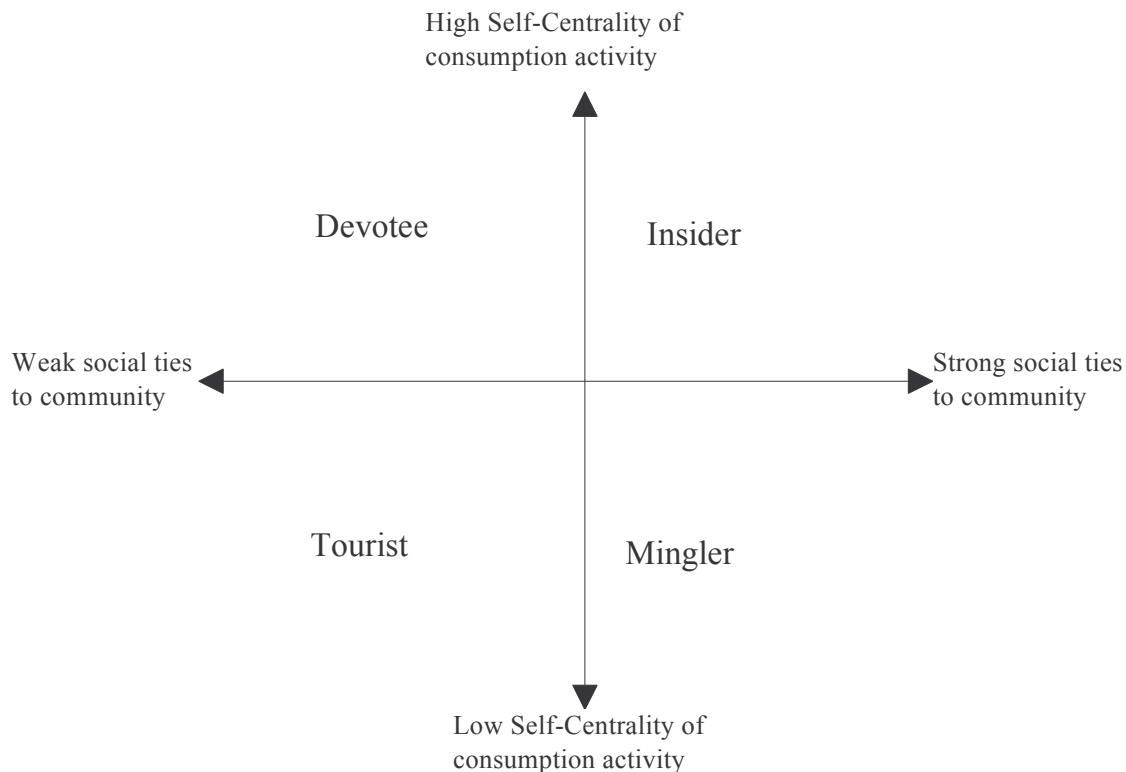 High Self-Centrality of
consumption activity
Devotee
Insider
Weak social ties
to community
Strong social ties
to community
Tourist
Mingler
Low Self-Centrality of
consumption activity